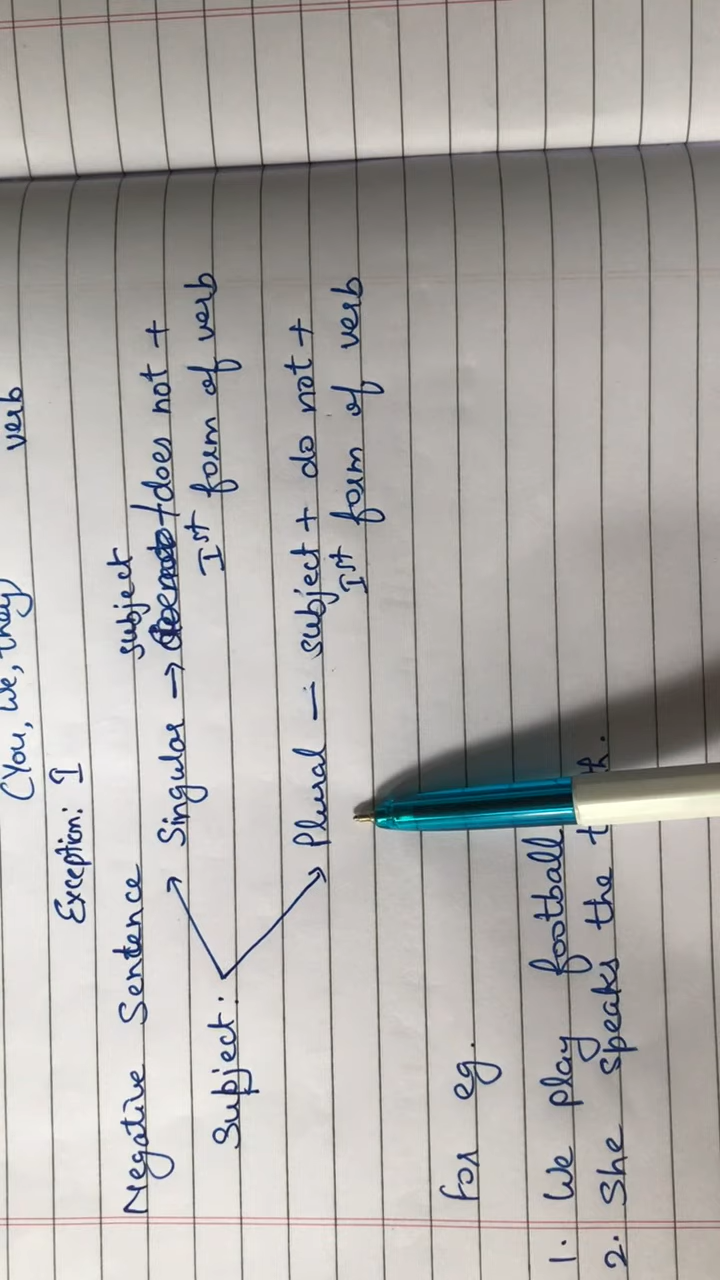 verb
(You, We, they
Exception: I
Negative Sentence
subject
Singular → + does not +
Ist form of verb
Subject:
Plural — subject + do not +
Ist form of verb
For eg.
1. We play football
2. She speaks the